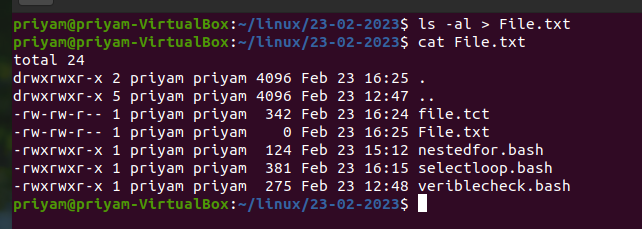 priyam@priyam-VirtualBox:~/linux/23-02-2023$ ls -al > File.txt
priyam@priyam-VirtualBox:~/linux/23-02-2023$ cat File.txt
total 24
drwxrwxr-x 2 priyam priyam 4096 Feb 23 16:25 .
drwxrwxr-x 5 priyam priyam 4096 Feb 23 12:47 ..
-rw-rw-r-- 1 priyam priyam  342 Feb 23 16:24 file.tct
-rw-rw-r-- 1 priyam priyam    0 Feb 23 16:25 File.txt
-rwxrwxr-x 1 priyam priyam  124 Feb 23 15:12 nestedfor.bash
-rwxrwxr-x 1 priyam priyam  381 Feb 23 16:15 selectloop.bash
-rwxrwxr-x 1 priyam priyam  275 Feb 23 12:48 veriblecheck.bash
priyam@priyam-VirtualBox:~/linux/23-02-2023$